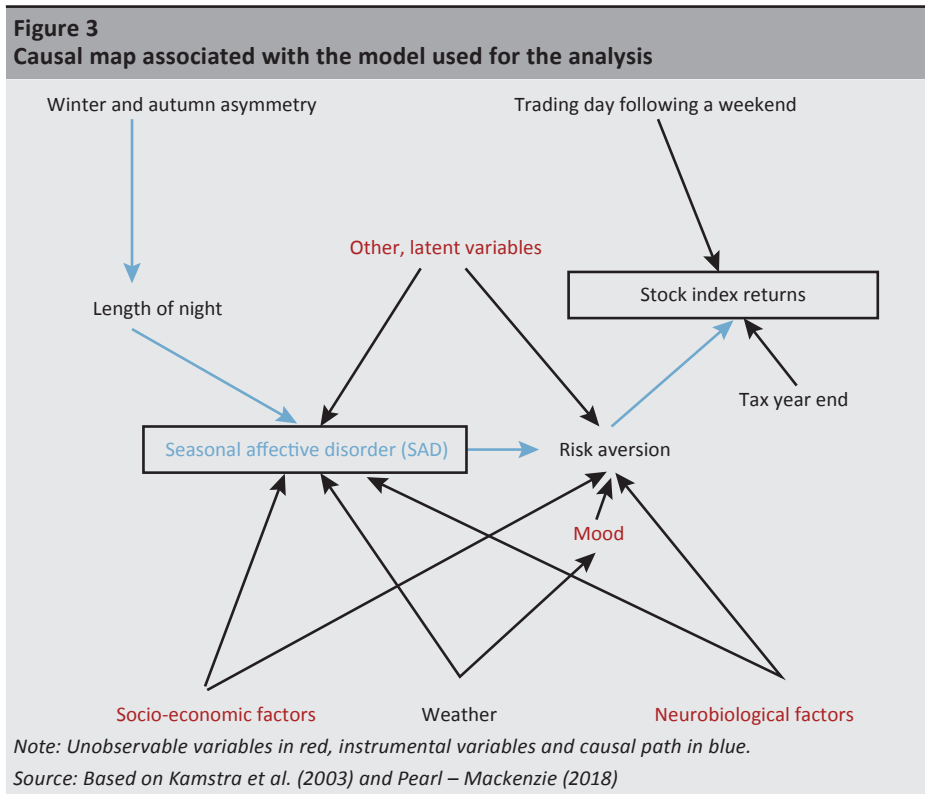 Figure 3
Causal map associated with the model used for the analysis
Winter and autumn asymmetry
Trading day following a weekend
Other, latent variables
Stock index returns
Length of night
Tax year end
Seasonal affective disorder (SAD)
Risk aversion
Mood
Socio-economic factors
Weather
Neurobiological factors
Note: Unobservable variables in red, instrumental variables and causal path in blue.
Source: Based on Kamstra et al. (2003) and Pearl – Mackenzie (2018)